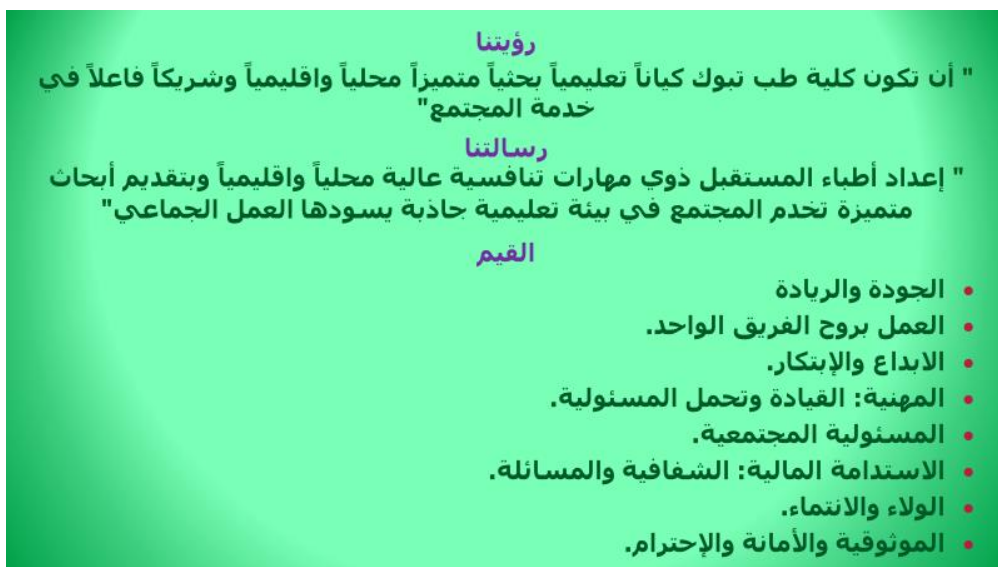 رؤيتنا
" أن تكون كلية طب تبوك كياناً تعليمياً بحثياً متميزاً محلياً واقليمياً وشريكاً فاعلاً في
خدمة المجتمع"
رسالتنا
" إعداد أطباء المستقبل ذوي مهارات تنافسية عالية محلياً واقليمياً وبتقديم أبحاث
متميزة تخدم المجتمع في بيئة تعليمية جاذبة يسودها العمل الجماعي"
القيم
• الجودة والريادة
• العمل بروح الفريق الواحد.
• الابداع والإبتكار.
• المهنية: القيادة وتحمل المسئولية.
• المسئولية المجتمعية.
• الاستدامة المالية: الشفافية والمسائلة.
• الولاء والانتماء.
• الموثوقية والأمانة والإحترام.